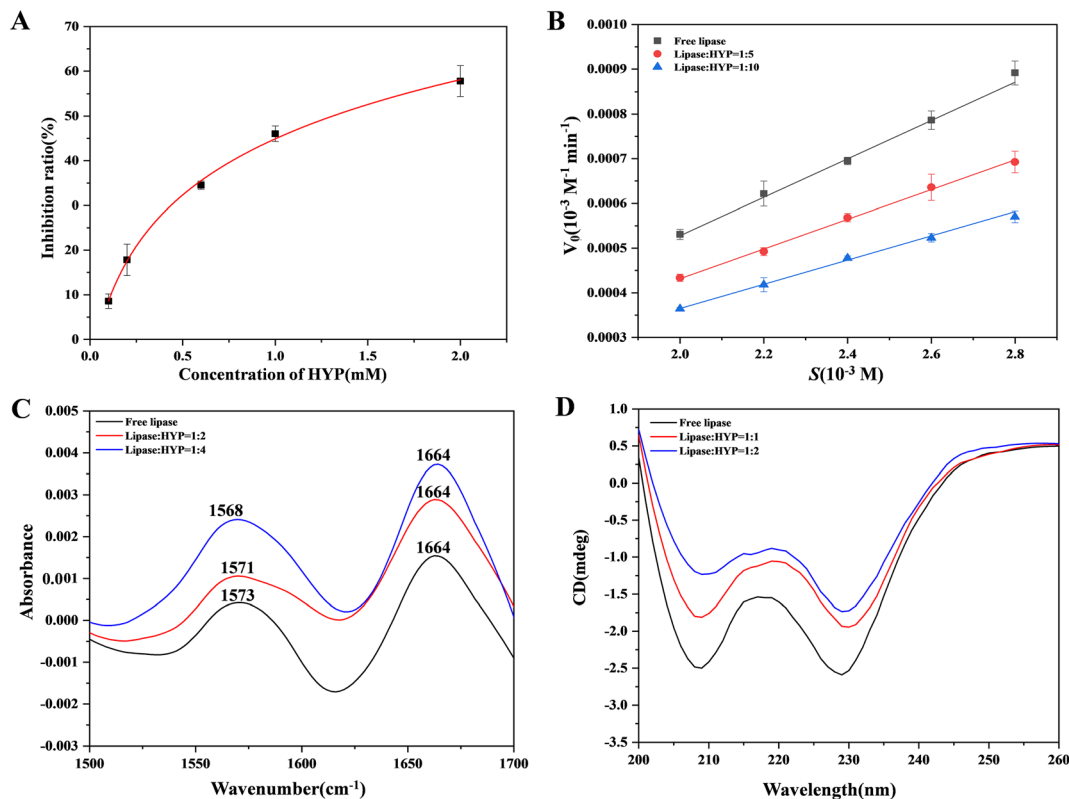 A
Inhibition ratio(%)
70
60
50
40
0
20
10
0
0.0 0.5 1.0 1.5 2.0
Concentration of HYP(mM)
B
V₀(10⁻³ M⁻¹ min⁻¹)
0.0010
0.0009
0.0008
0.0007
0.0006
0.0005
0.0004
0.0003
Free lipase
Lipase:HYP=1:5
Lipase:HYP=1:10
2.0 2.2 2.4 2.6 2.8
S(10⁻³ M)
C
Absorbance
0.005
0.004
0.003
0.002
0.001
0.000
-0.001
-0.002
-0.003
Free lipase
Lipase:HYP=1:2
Lipase:HYP=1:4
1568
1571
1573
1664
1664
1664
1500 1550 1600 1650 1700
Wavenumber(cm⁻¹)
D
CD(mdeg)
1.0
0.5
0.0
-0.5
-1.0
-1.5
-2.0
-2.5
-3.0
-3.5
Free lipase
Lipase:HYP=1:1
Lipase:HYP=1:2
200 210 220 230 240 250 260
Wavelength(nm)